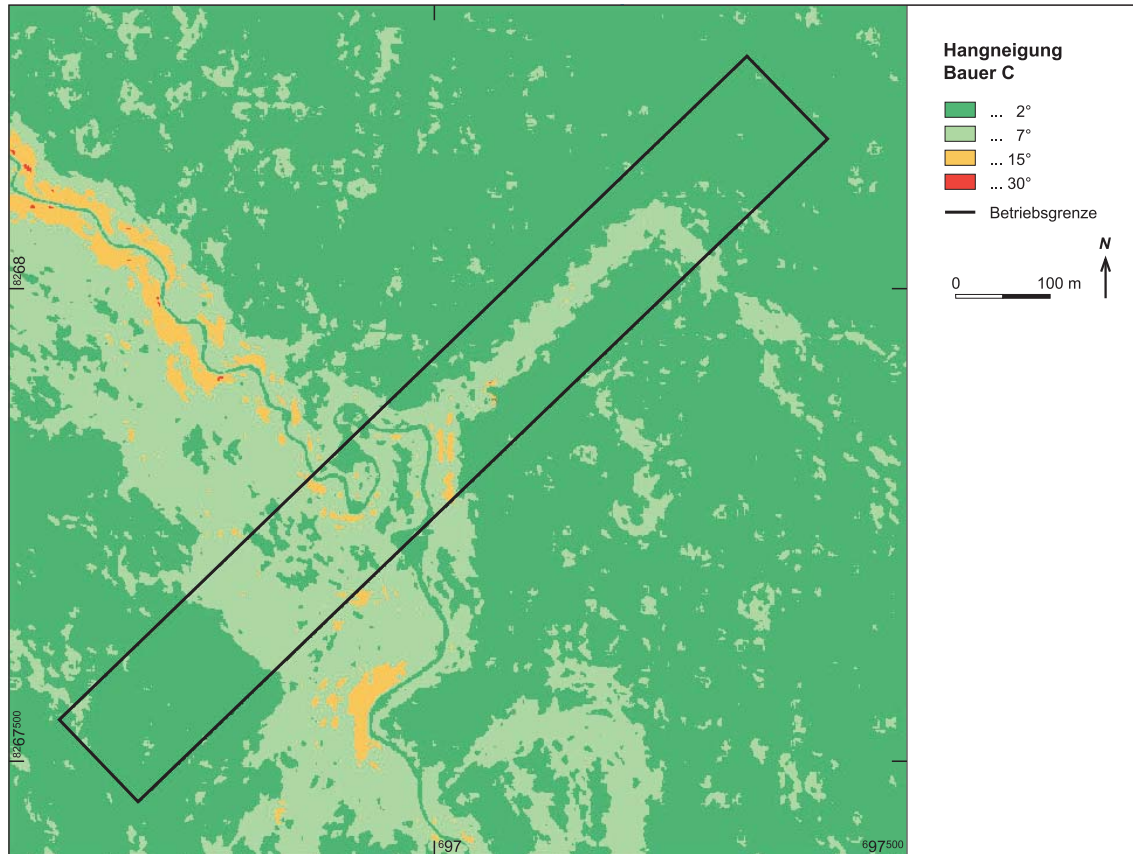 Hangneigung
Bauer C
... 2°
... 7°
... 15°
... 30°
Betriebsgrenze
N
0 100 m
8268
8267500
697
697500